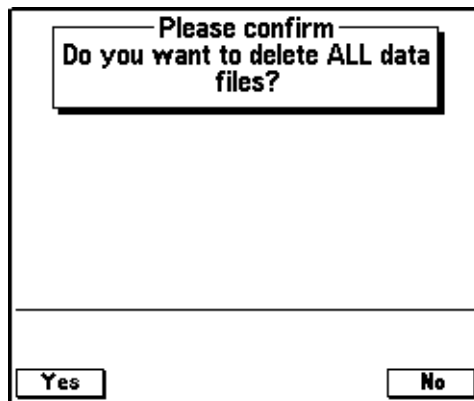 Please confirm
Do you want to delete ALL data
files?
Yes
No